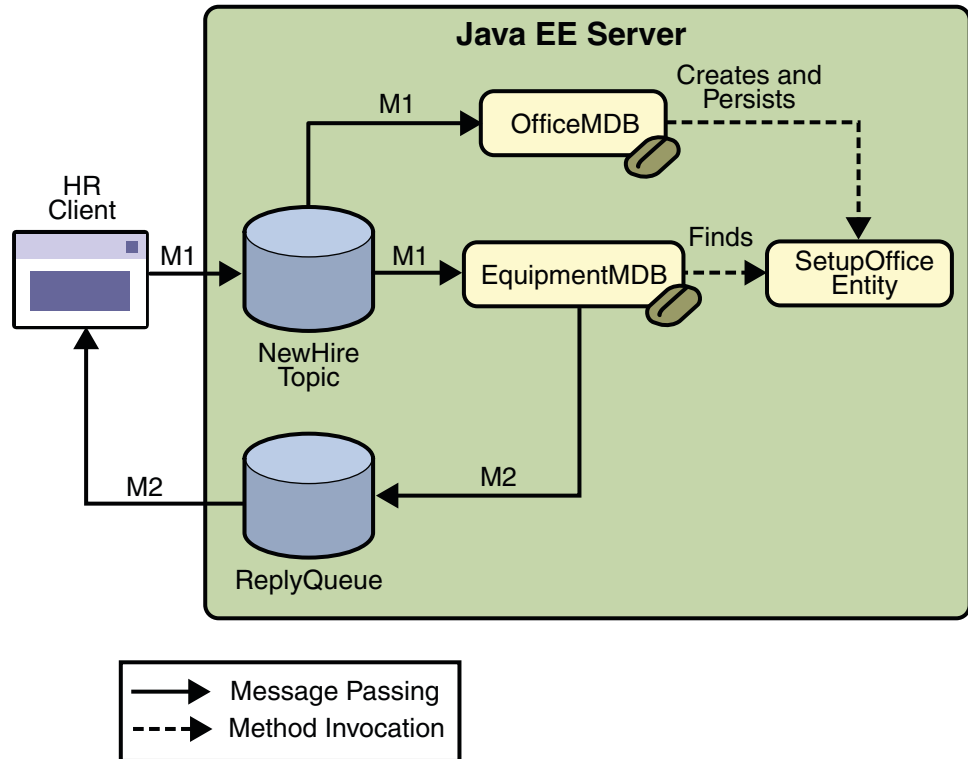 Java EE Server
M1
OfficeMDB
Creates and
Persists
HR
Client
M1
M1
EquipmentMDB
Finds
SetupOffice
Entity
NewHire
Topic
M2
M2
ReplyQueue
Message Passing
Method Invocation